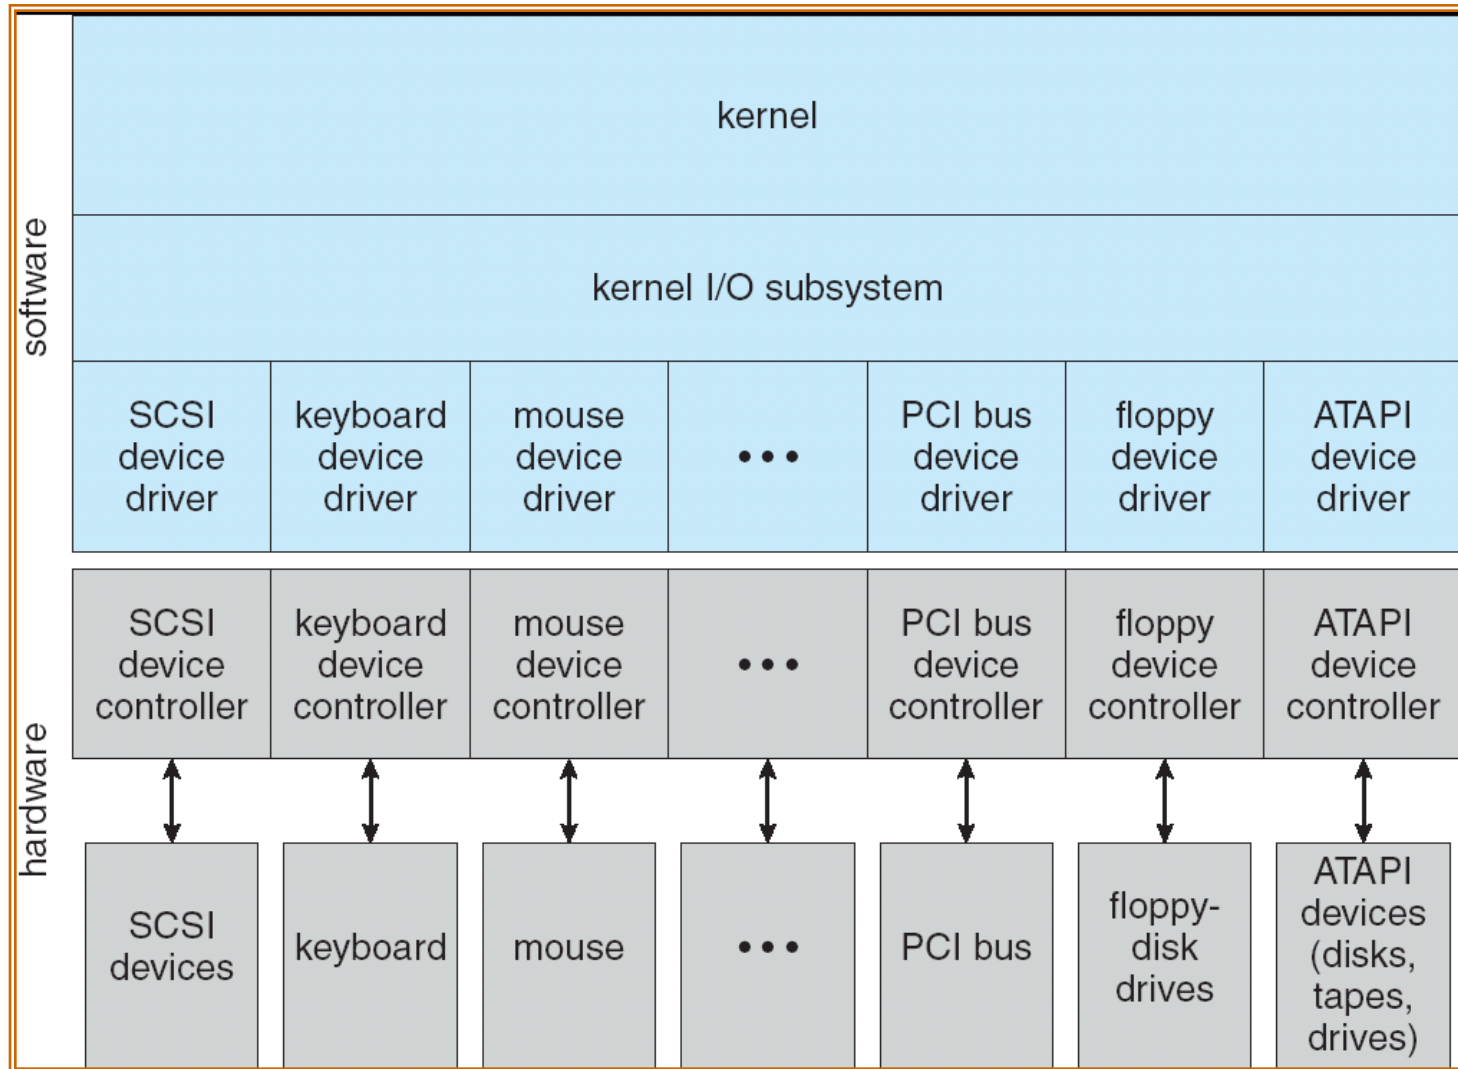 software
kernel
kernel I/O subsystem
SCSI
device
driver
keyboard
device
driver
mouse
device
driver
•••
PCI bus
device
driver
floppy
device
driver
ATAPI
device
driver
hardware
SCSI
device
controller
keyboard
device
controller
mouse
device
controller
•••
PCI bus
device
controller
floppy
device
controller
ATAPI
device
controller
SCSI
devices
keyboard
mouse
•••
PCI bus
floppy-
disk
drives
ATAPI
devices
(disks,
tapes,
drives)